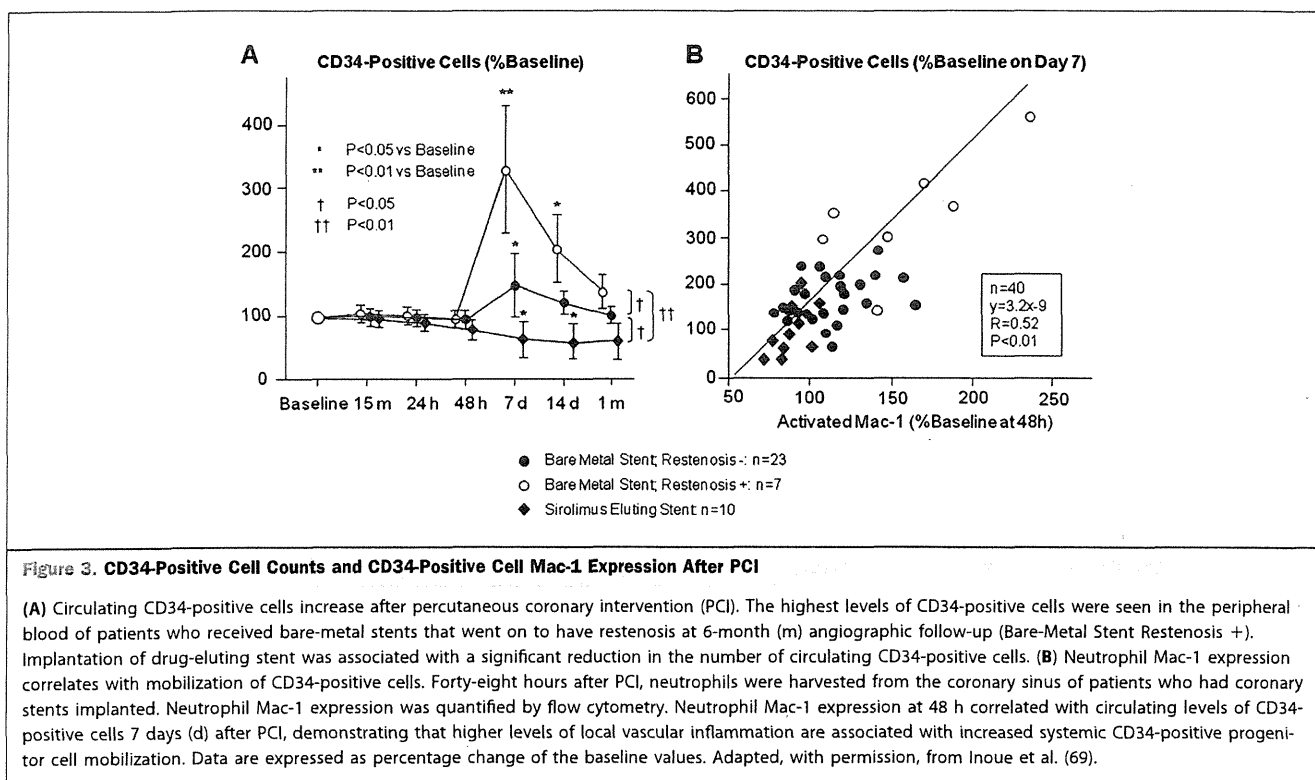 A
CD34-Positive Cells (%Baseline)
400
300
200
100
0
**
*
*
*
*
* P<0.05 vs Baseline
** P<0.01 vs Baseline
† P<0.05
†† P<0.01
†
†
††
Baseline 15 m 24 h 48 h 7 d 14 d 1 m
B
CD34-Positive Cells (%Baseline on Day 7)
600
500
400
300
200
100
0
n=40
y=3.2x-9
R=0.52
P<0.01
50 100 150 200 250
Activated Mac-1 (%Baseline at 48h)
Bare Metal Stent; Restenosis -: n=23
Bare Metal Stent; Restenosis +: n=7
Sirolimus Eluting Stent: n=10
Figure 3. CD34-Positive Cell Counts and CD34-Positive Cell Mac-1 Expression After PCI
(A) Circulating CD34-positive cells increase after percutaneous coronary intervention (PCI). The highest levels of CD34-positive cells were seen in the peripheral
blood of patients who received bare-metal stents that went on to have restenosis at 6-month (m) angiographic follow-up (Bare-Metal Stent Restenosis +).
Implantation of drug-eluting stent was associated with a significant reduction in the number of circulating CD34-positive cells. (B) Neutrophil Mac-1 expression
correlates with mobilization of CD34-positive cells. Forty-eight hours after PCI, neutrophils were harvested from the coronary sinus of patients who had coronary
stents implanted. Neutrophil Mac-1 expression was quantified by flow cytometry. Neutrophil Mac-1 expression at 48 h correlated with circulating levels of CD34-
positive cells 7 days (d) after PCI, demonstrating that higher levels of local vascular inflammation are associated with increased systemic CD34-positive progeni-
tor cell mobilization. Data are expressed as percentage change of the baseline values. Adapted, with permission, from Inoue et al. (69).